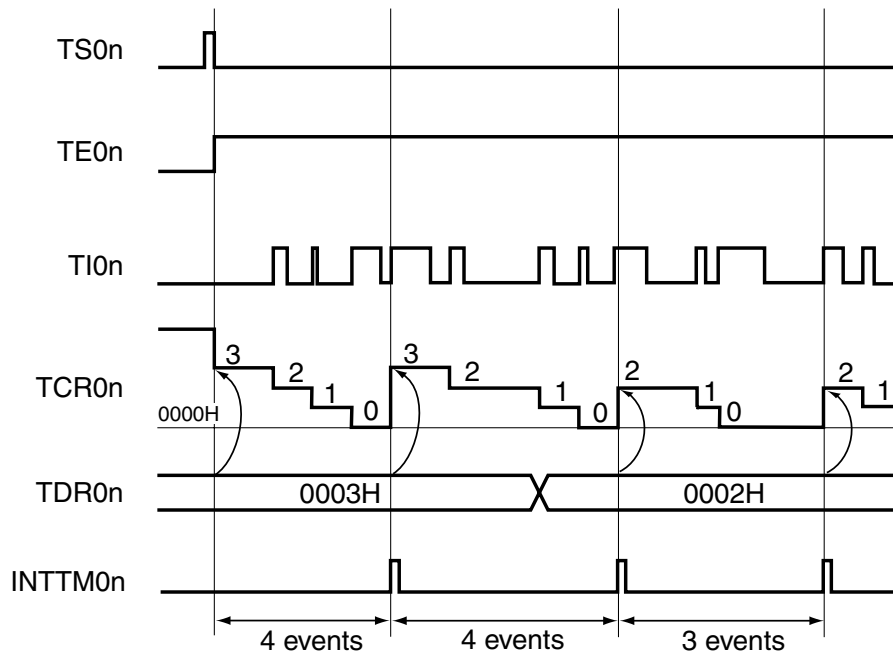 TS0n
TE0n
TI0n
TCR0n
3 2 1 0 3 2 1 0 2 1 0 2 1
0000H
TDR0n 0003H 0002H
INTTM0n
4 events 4 events 3 events